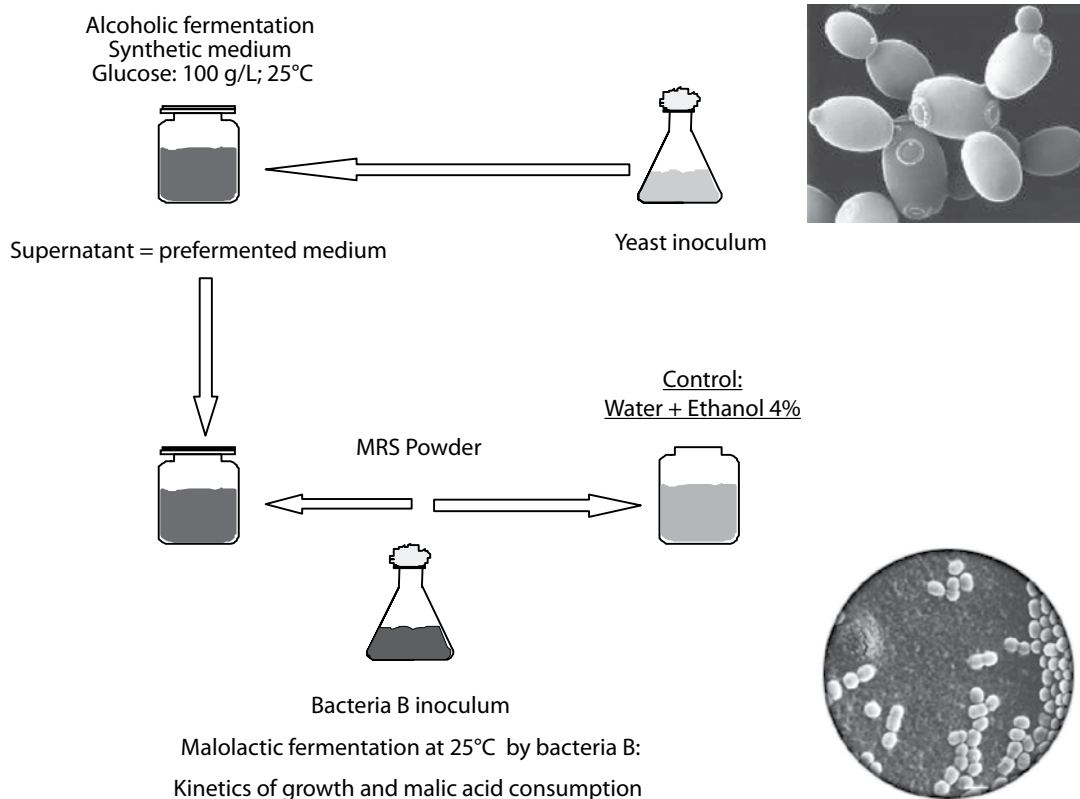 Alcoholic fermentation
Synthetic medium
Glucose: 100 g/L; 25°C
Yeast inoculum
Supernatant = prefermented medium
Control:
Water + Ethanol 4%
MRS Powder
Bacteria B inoculum
Malolactic fermentation at 25°C by bacteria B:
Kinetics of growth and malic acid consumption